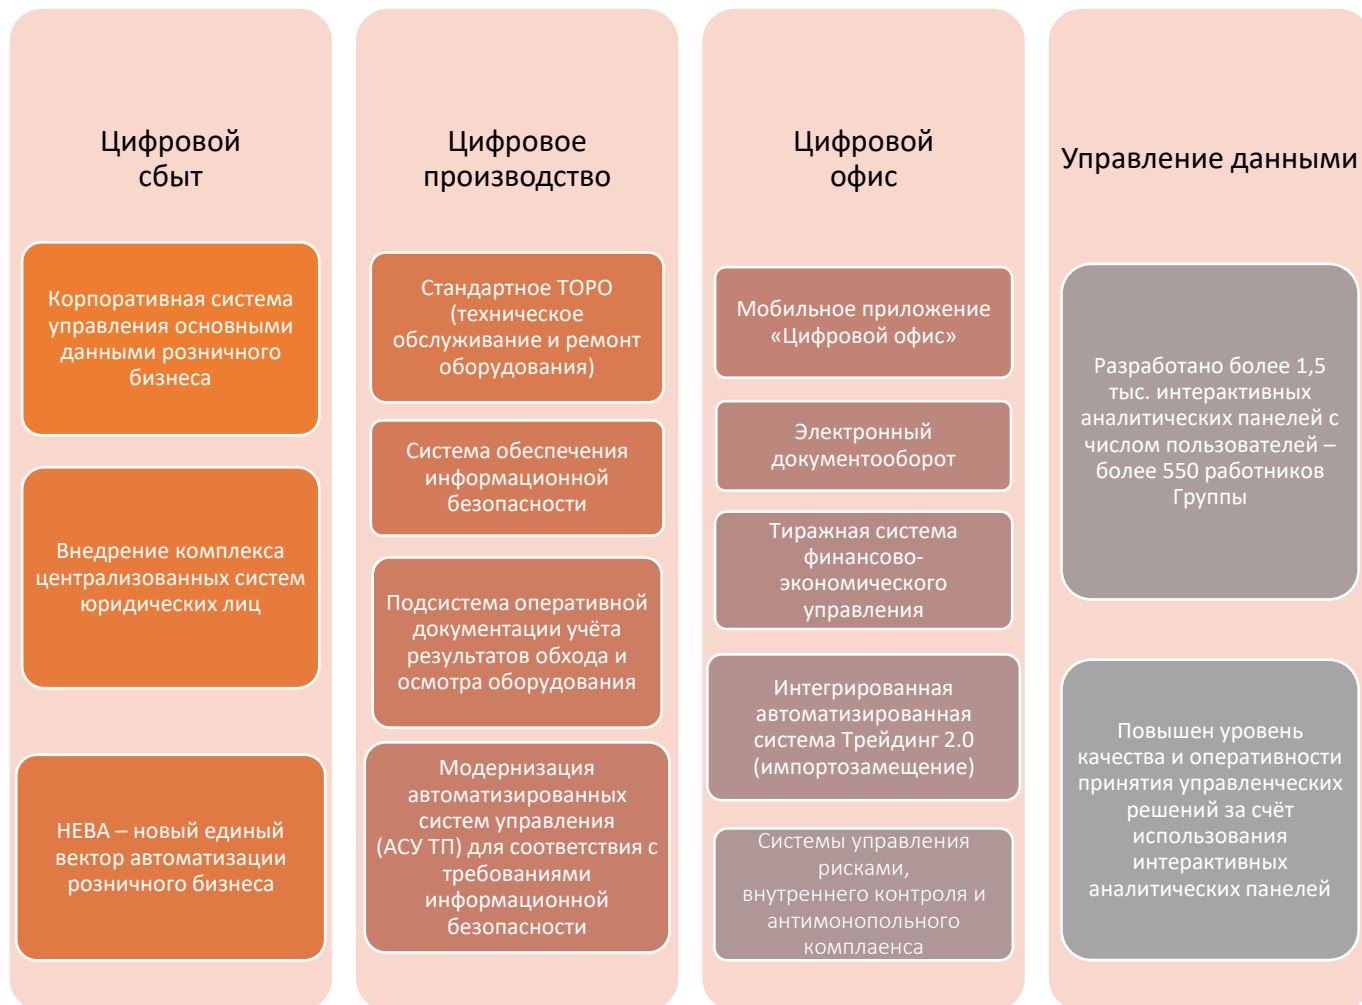 Цифровой
сбыт
Корпоративная система
управления основными
данными розничного
бизнеса
Внедрение комплекса
централизованных систем
юридических лиц
НЕВА – новый единый
вектор автоматизации
розничного бизнеса
Цифровое
производство
Стандартное ТОРО
(техническое
обслуживание и ремонт
оборудования)
Система обеспечения
информационной
безопасности
Подсистема оперативной
документации учёта
результатов обхода и
осмотра оборудования
Модернизация
автоматизированных
систем управления
(АСУ ТП) для соответствия с
требованиями
информационной
безопасности
Цифровой
офис
Мобильное приложение
«Цифровой офис»
Электронный
документооборот
Тиражная система
финансово-
экономического
управления
Интегрированная
автоматизированная
система Трейдинг 2.0
(импортозамещение)
Системы управления
рисками,
внутреннего контроля и
антимонопольного
комплаенса
Управление данными
Разработано более 1,5
тыс. интерактивных
аналитических панелей с
числом пользователей –
более 550 работников
Группы
Повышен уровень
качества и оперативности
принятия управленческих
решений за счёт
использования
интерактивных
аналитических панелей